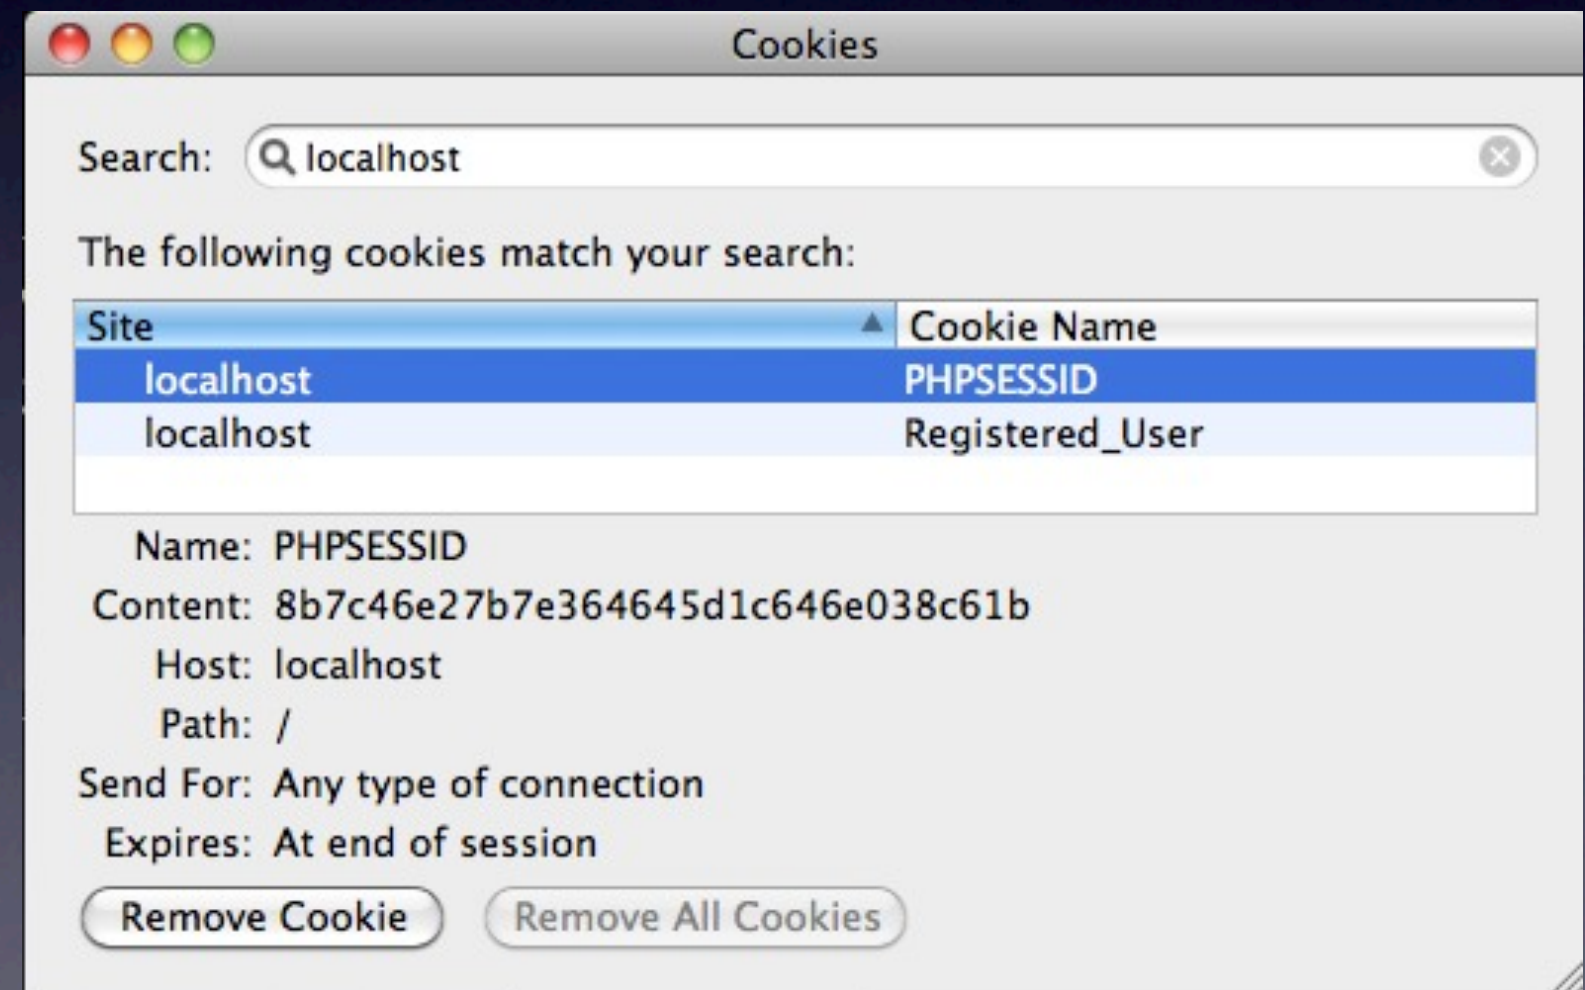 Cookies
Search: localhost
The following cookies match your search:
Site Cookie Name
localhost PHPSESSID
localhost Registered_User
Name: PHPSESSID
Content: 8b7c46e27b7e364645d1c646e038c61b
Host: localhost
Path: /
Send For: Any type of connection
Expires: At end of session
Remove Cookie Remove All Cookies